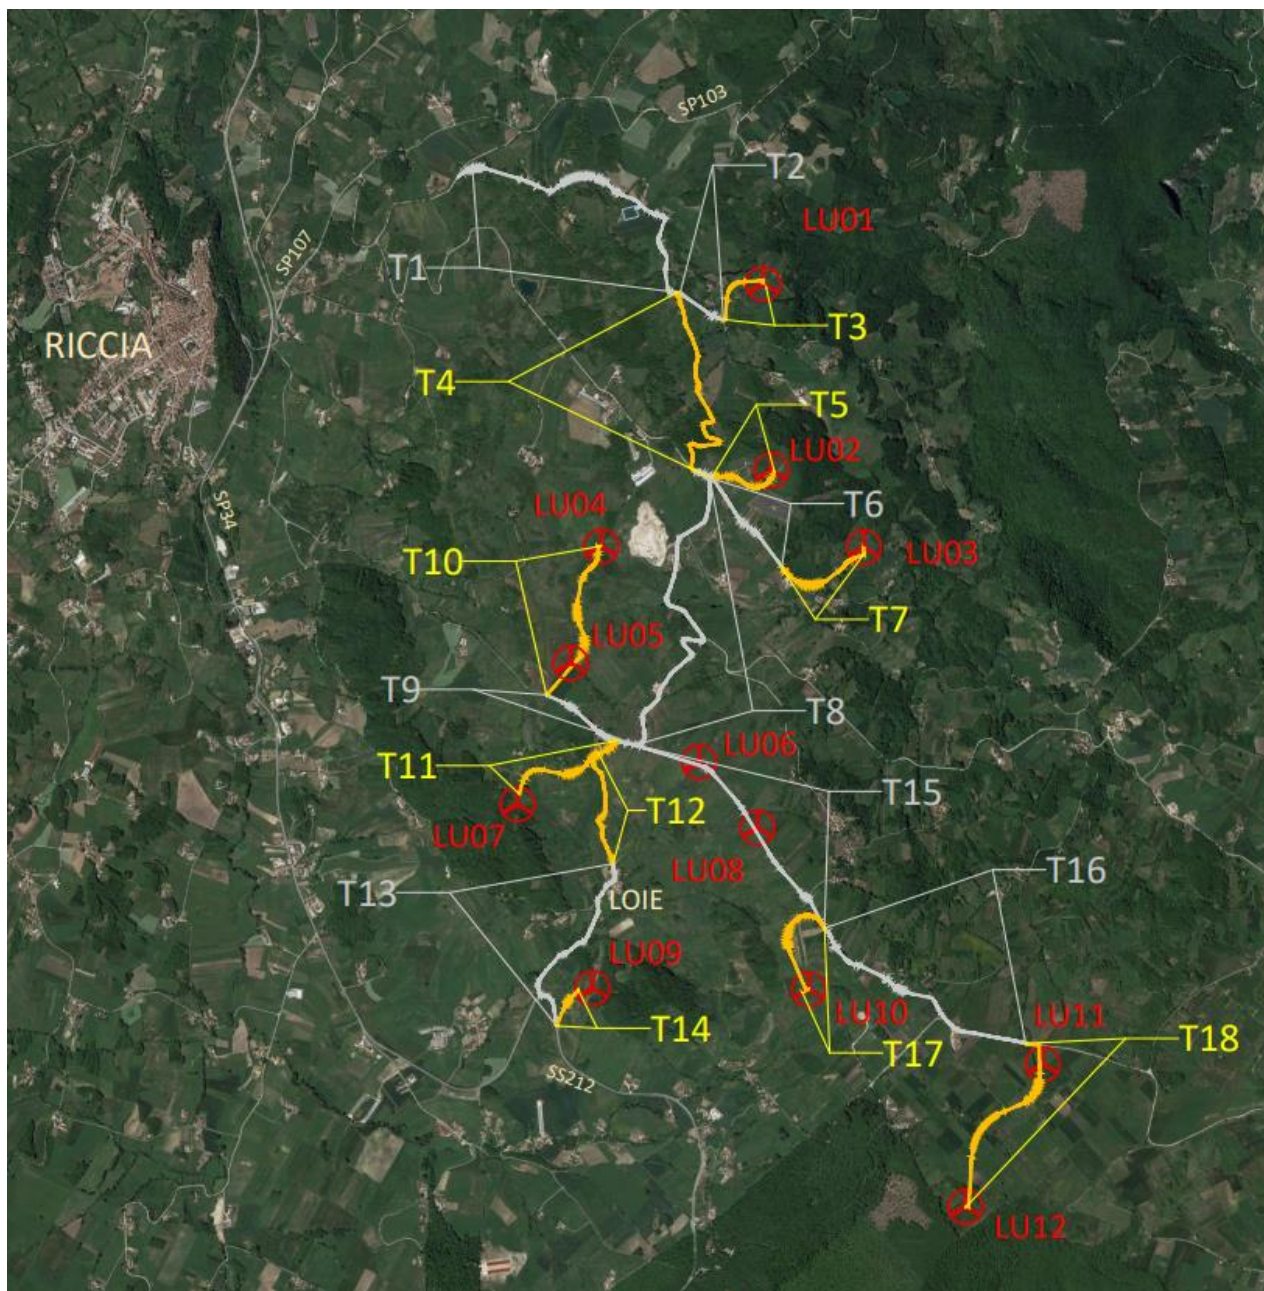 SP103
T2
LU01
SP107
T1
T3
RICCIA
T4
T5
LU02
SP34
LU04
T6
T10
LU03
LU05
T7
T9
T8
LU06
T11
T15
LU07
T12
LU08
T16
T13
LOIE
LU09
LU10
LU11
T14
T17
T18
SS212
LU12